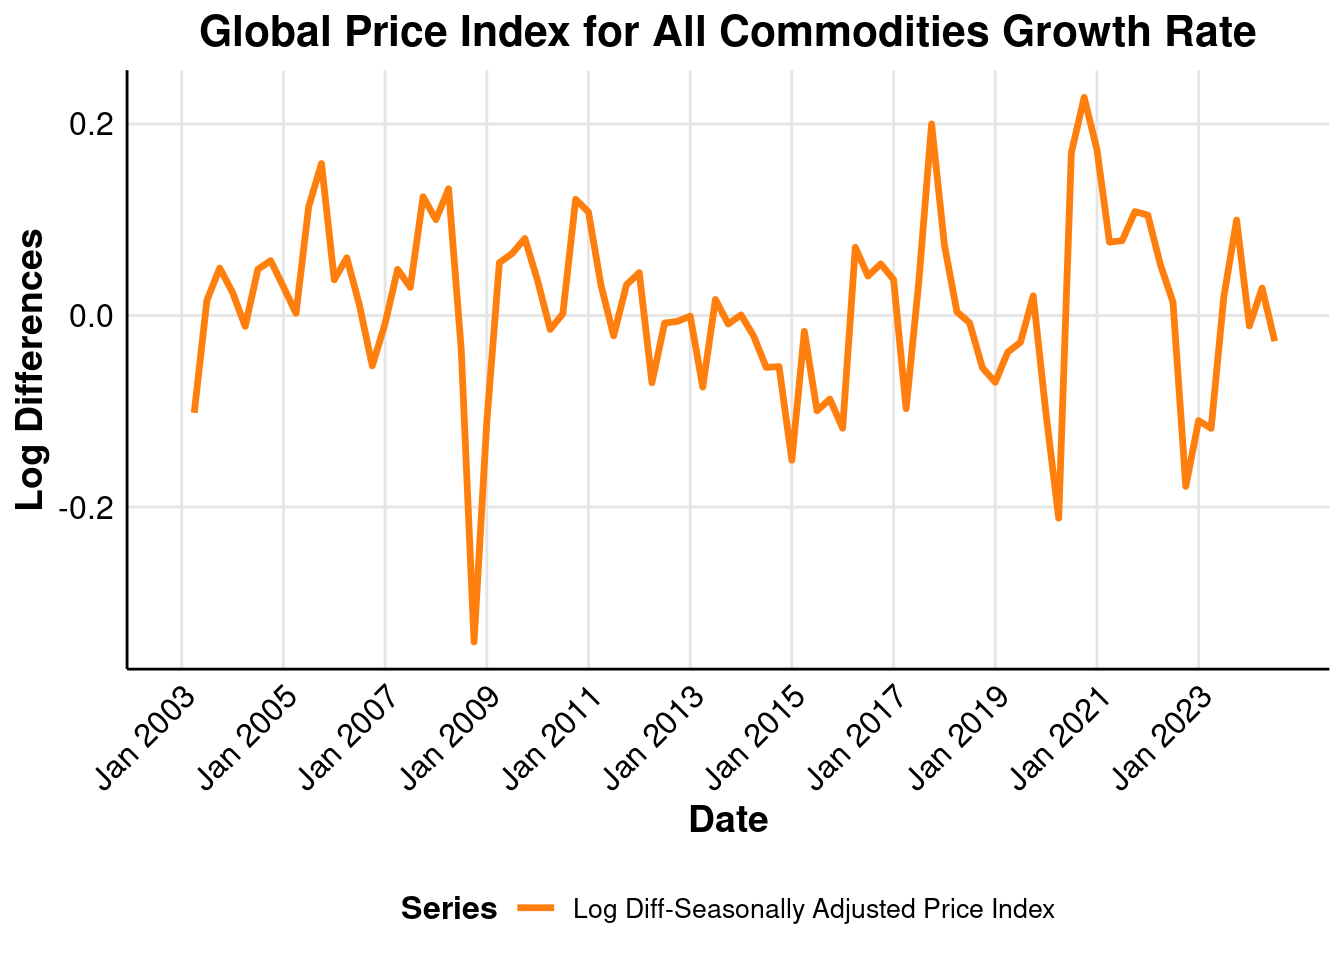 Global Price Index for All Commodities Growth Rate
Log Differences
0.2
0.0
-0.2
Jan 2003
Jan 2005
Jan 2007
Jan 2009
Jan 2011
Jan 2013
Jan 2015
Jan 2017
Jan 2019
Jan 2021
Jan 2023
Date
Series Log Diff-Seasonally Adjusted Price Index